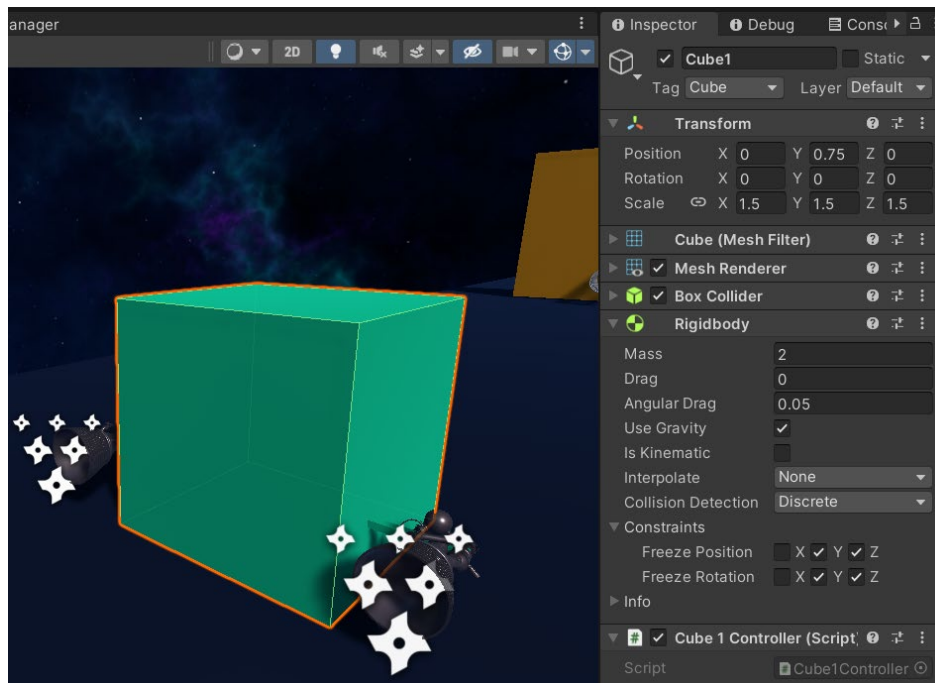 anager
2D
Inspector Debug Conso
Cube1 Static
Tag Cube Layer Default
Transform
Position X 0 Y 0.75 Z 0
Rotation X 0 Y 0 Z 0
Scale X 1.5 Y 1.5 Z 1.5
Cube (Mesh Filter)
Mesh Renderer
Box Collider
Rigidbody
Mass 2
Drag 0
Angular Drag 0.05
Use Gravity
Is Kinematic
Interpolate None
Collision Detection Discrete
Constraints
Freeze Position X Y Z
Freeze Rotation X Y Z
Info
# Cube 1 Controller (Script)
Script # Cube1Controller